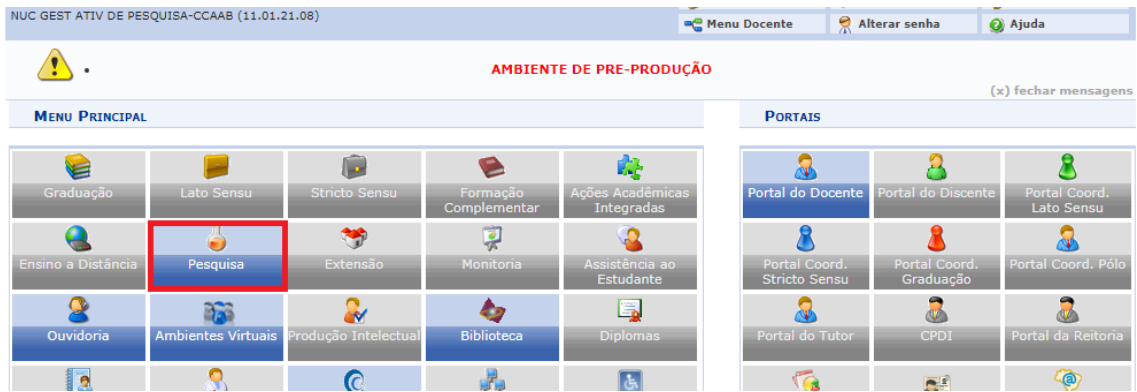 NUC GEST ATIV DE PESQUISA-CCAAB (11.01.21.08)
Menu Docente
Alterar senha
Ajuda
AMBIENTE DE PRE-PRODUÇÃO
(x) fechar mensagens
MENU PRINCIPAL
PORTAIS
Graduação
Lato Sensu
Stricto Sensu
Formação
Complementar
Ações Acadêmicas
Integradas
Portal do Docente
Portal do Discente
Portal Coord.
Lato Sensu
Ensino a Distância
Pesquisa
Extensão
Monitoria
Assistência ao
Estudante
Portal Coord.
Stricto Sensu
Portal Coord.
Graduação
Portal Coord. Pólo
Ouvidoria
Ambientes Virtuais
Produção Intelectual
Biblioteca
Diplomas
Portal do Tutor
CPDI
Portal da Reitoria